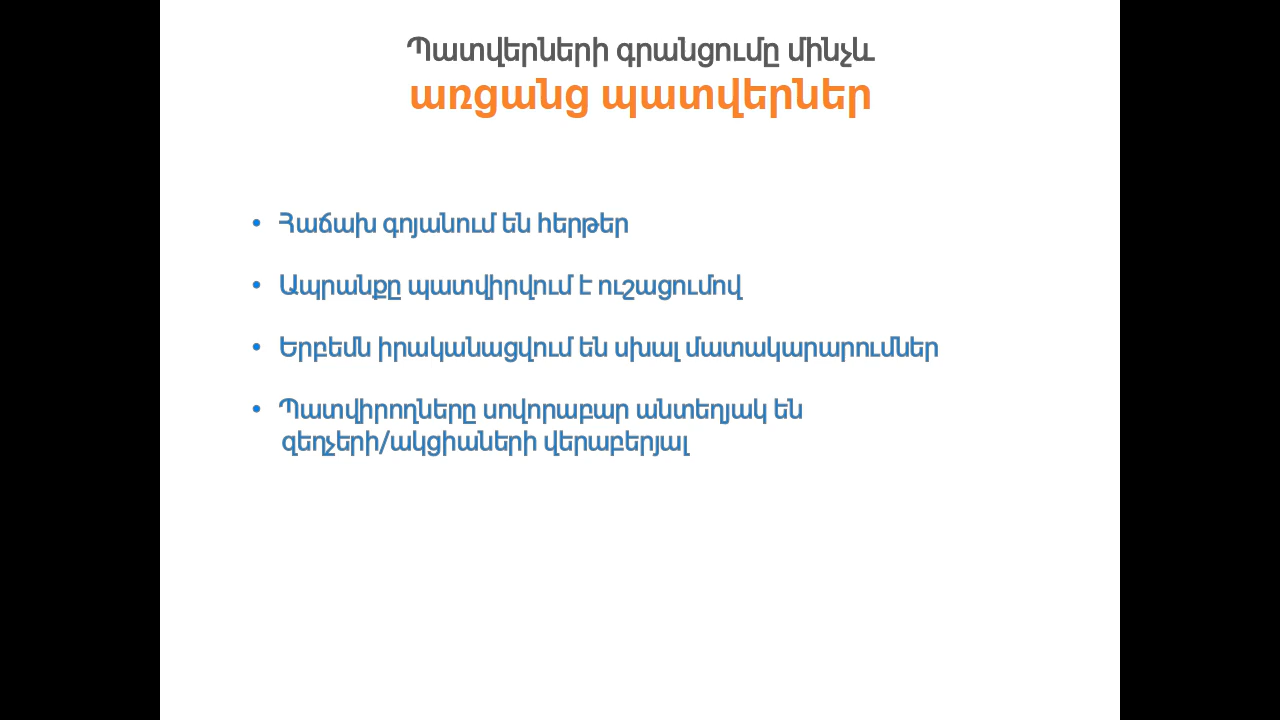 Պատվերների գրանցումը մինչև
առցանց պատվերներ
• Հաճախ գոյանում են հերթեր
• Ապրանքը պատվիրվում է ուշացումով
• Երբեմն իրականացվում են սխալ մատակարարումներ
• Պատվիրողները սովորաբար անտեղյակ են
զեղչերի/ակցիաների վերաբերյալ